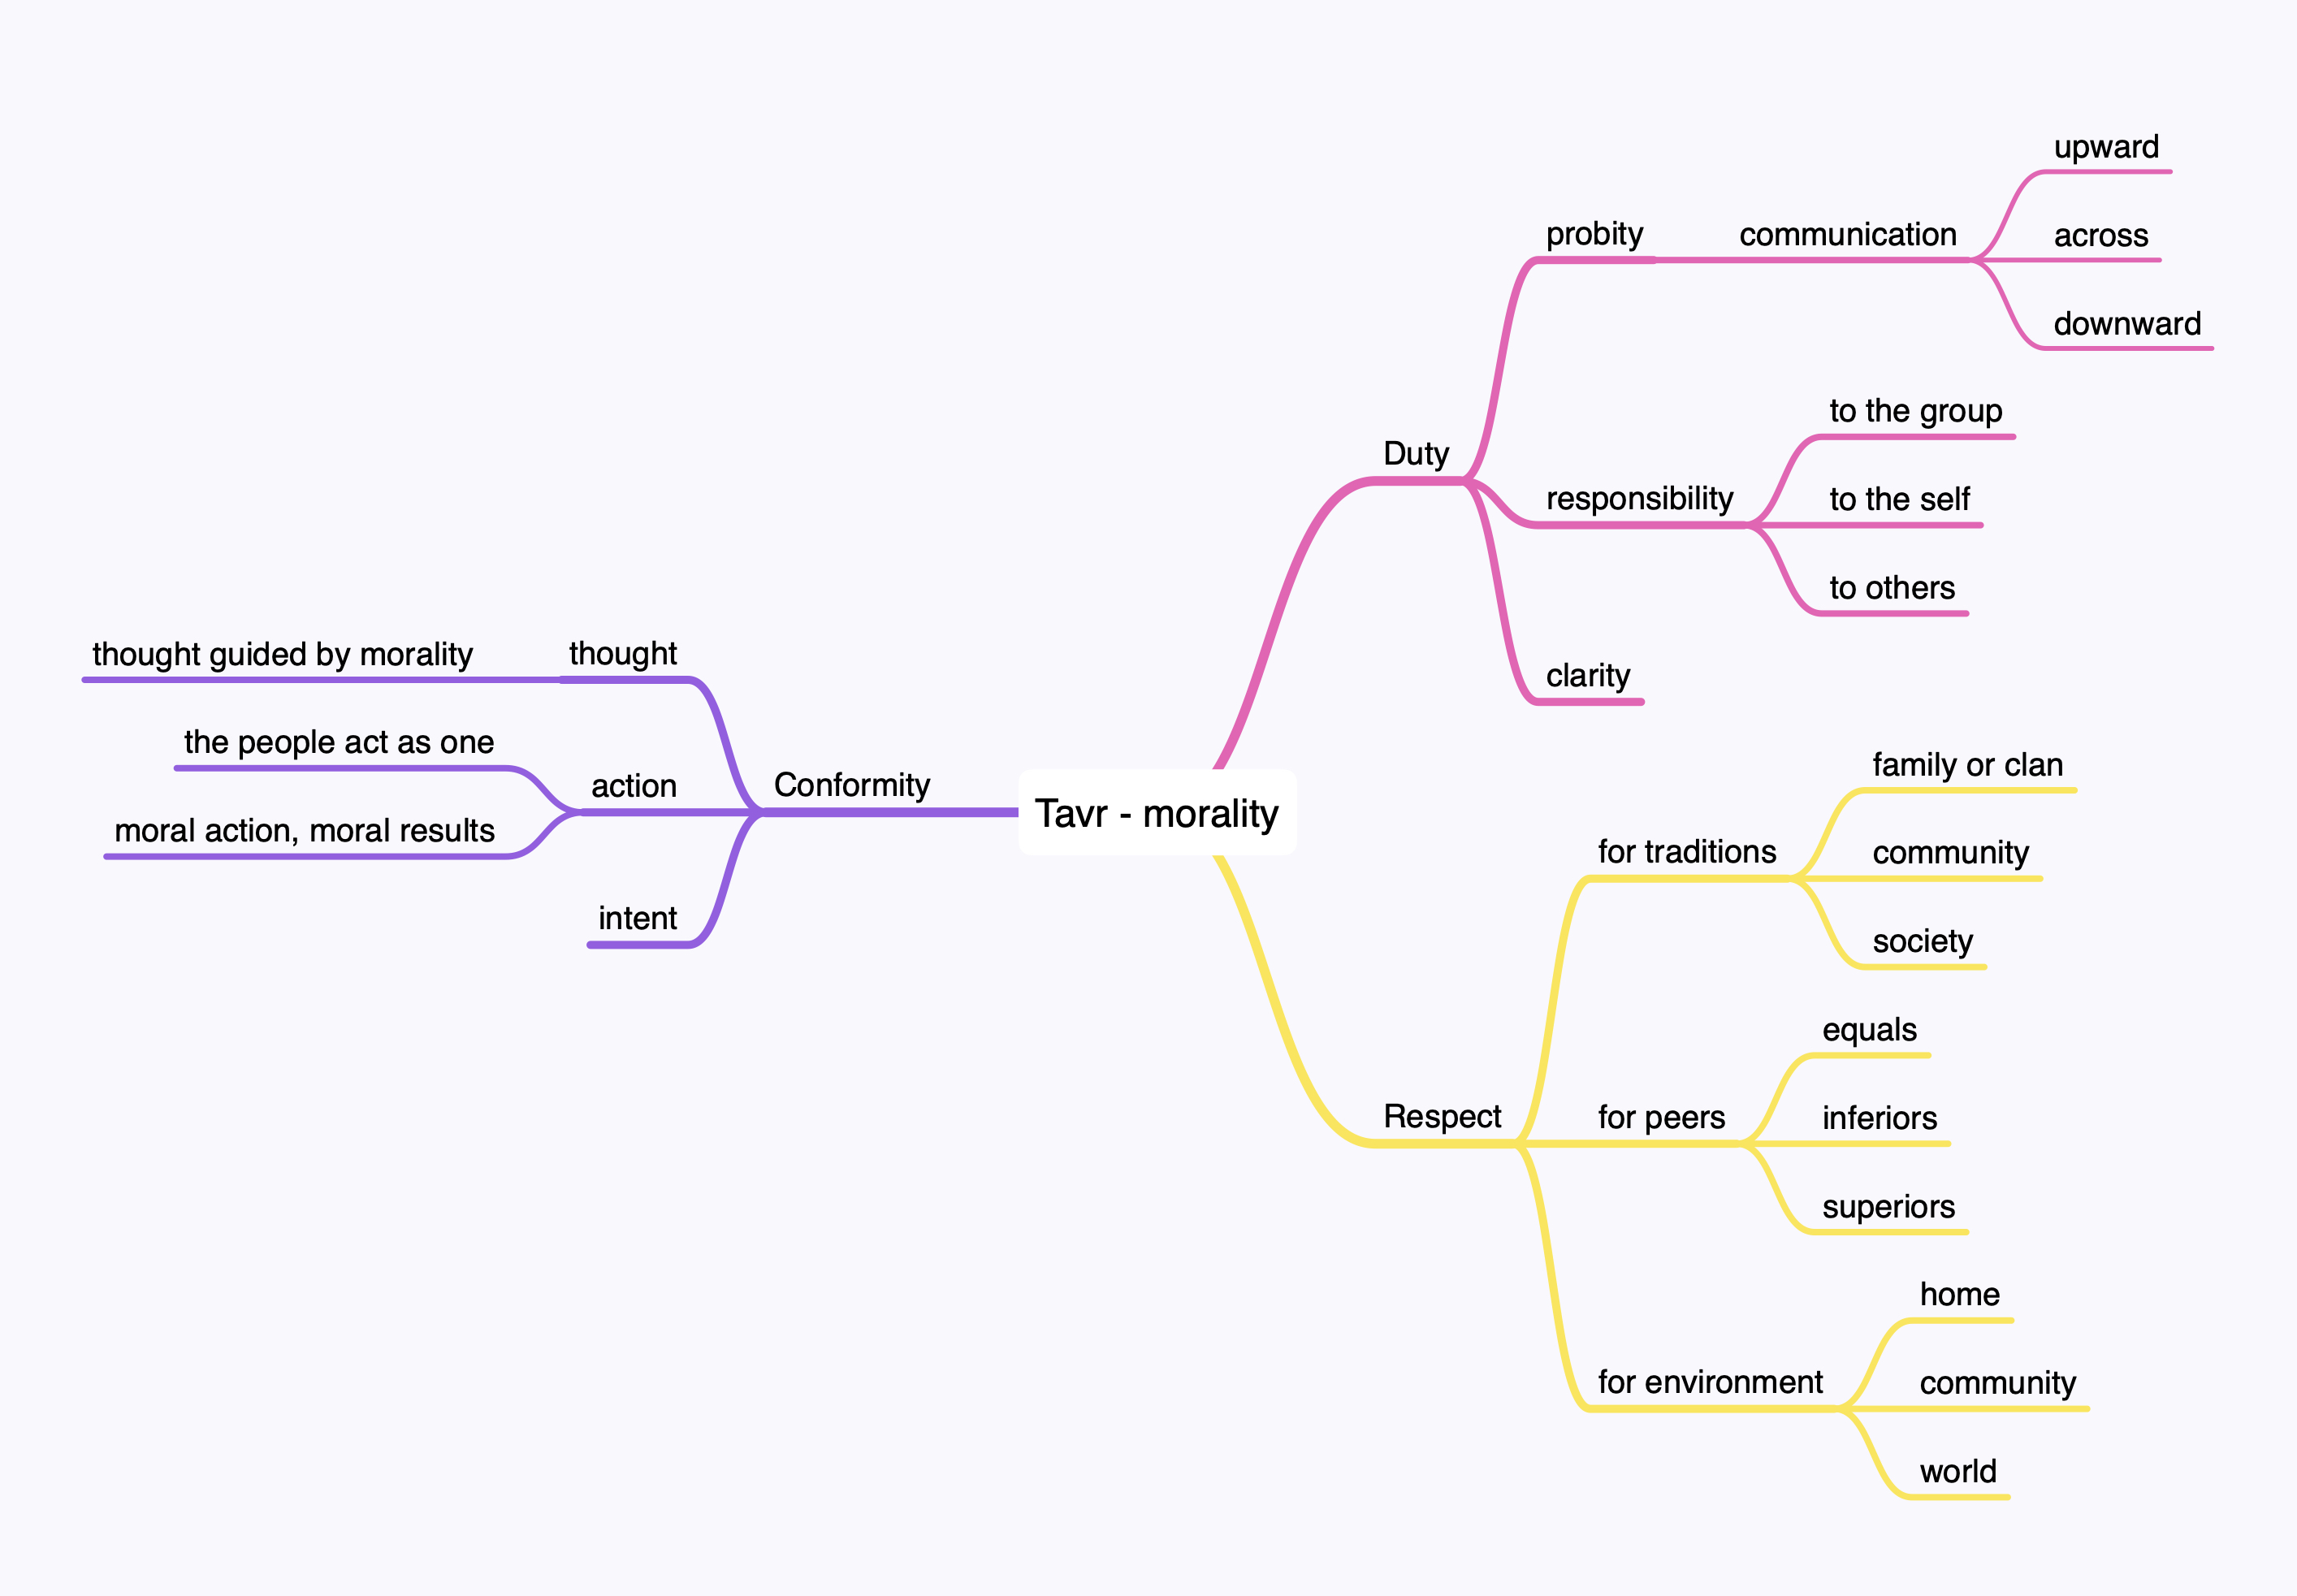 Tavr - morality
Duty
probity
communication
upward
across
downward
responsibility
to the group
to the self
to others
clarity
Respect
for traditions
family or clan
community
society
for peers
equals
inferiors
superiors
for environment
home
community
world
Conformity
thought
thought guided by morality
action
the people act as one
moral action, moral results
intent